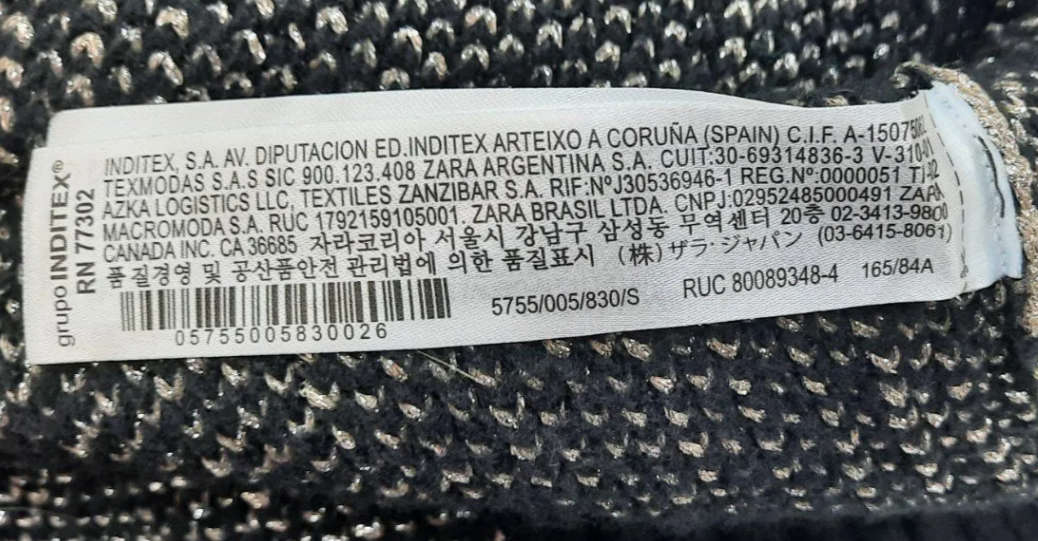 grupo INDITEX®
RN 77302
INDITEX, S.A. AV. DIPUTACION ED.INDITEX ARTEIXO A CORUÑA (SPAIN) C.I.F.
TEXMODAS S.A.S SIC 900.123.408 ZARA ARGENTINA S.A. CUIT:30-69314836-3
AZKA LOGISTICS LLC, TEXTILES ZANZIBAR S.A. RIF:NºJ30536946-1 REG.Nº:0000051
MACROMODA S.A. RUC 1792159105001. ZARA BRASIL LTDA. CNPJ:02952485000491 ZARA
CANADA INC. CA 36685 자라코리아 서울시 강남구 삼성동 무역센터 20층 02-3413-9800
품질경영 및 공산품안전 관리법에 의한 품질표시 (株)ザラ·ジャパン (03-6415-8061)
05755005830026
5755/005/830/S RUC 80089348-4 165/84A